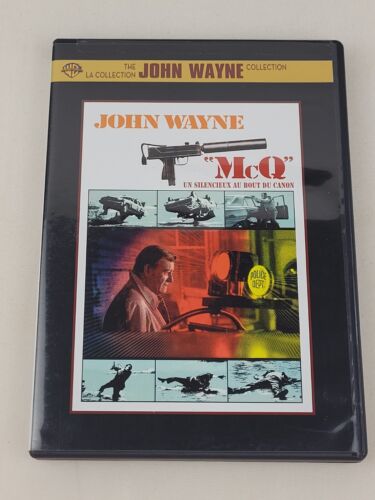 THE
LA COLLECTION JOHN WAYNE COLLECTION
JOHN WAYNE
"McQ"
UN SILENCIEUX AU BOUT DU CANON
POLICE
DEPT.